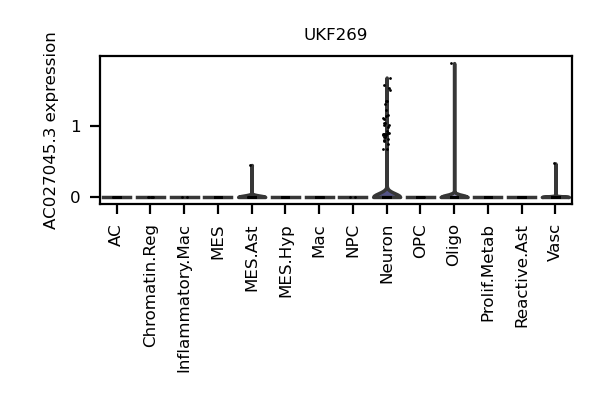 UKF269
AC027045.3 expression
1
0
AC
Chromatin.Reg
Inflammatory.Mac
MES
MES.Ast
MES.Hyp
Mac
NPC
Neuron
OPC
Oligo
Prolif.Metab
Reactive.Ast
Vasc